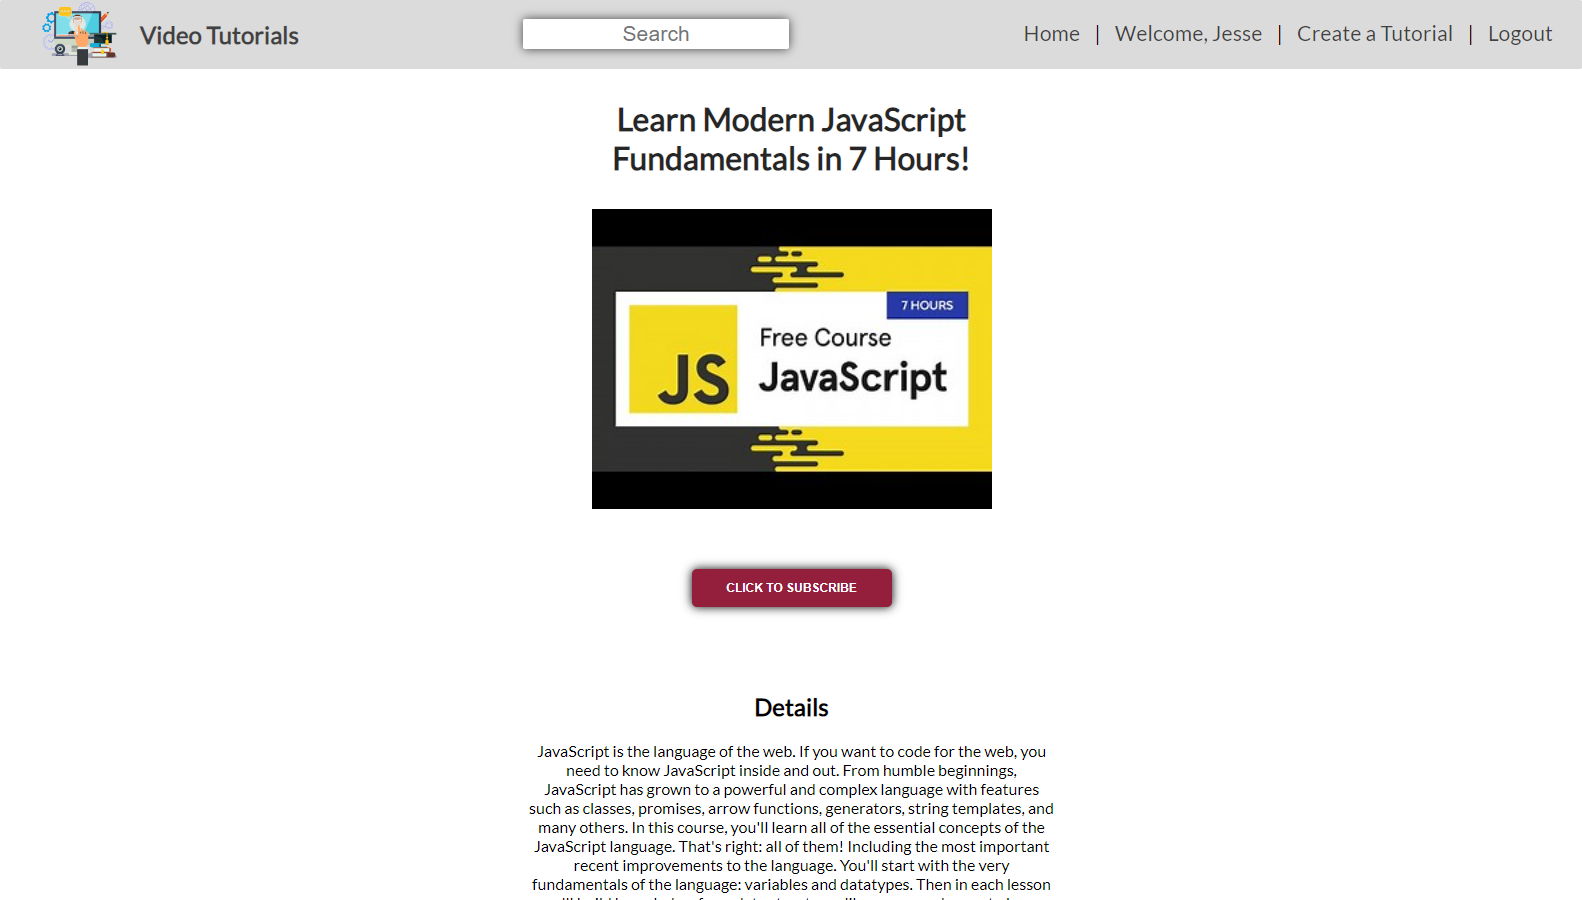 Video Tutorials
Search
Home | Welcome, Jesse | Create a Tutorial | Logout
Learn Modern JavaScript
Fundamentals in 7 Hours!
7 HOURS
Free Course
JavaScript
JS
CLICK TO SUBSCRIBE
Details
JavaScript is the language of the web. If you want to code for the web, you
need to know JavaScript inside and out. From humble beginnings,
JavaScript has grown to a powerful and complex language with features
such as classes, promises, arrow functions, generators, string templates, and
many others. In this course, you'll learn all of the essential concepts of the
JavaScript language. That's right: all of them! Including the most important
recent improvements to the language. You'll start with the very
fundamentals of the language: variables and datatypes. Then in each lesson